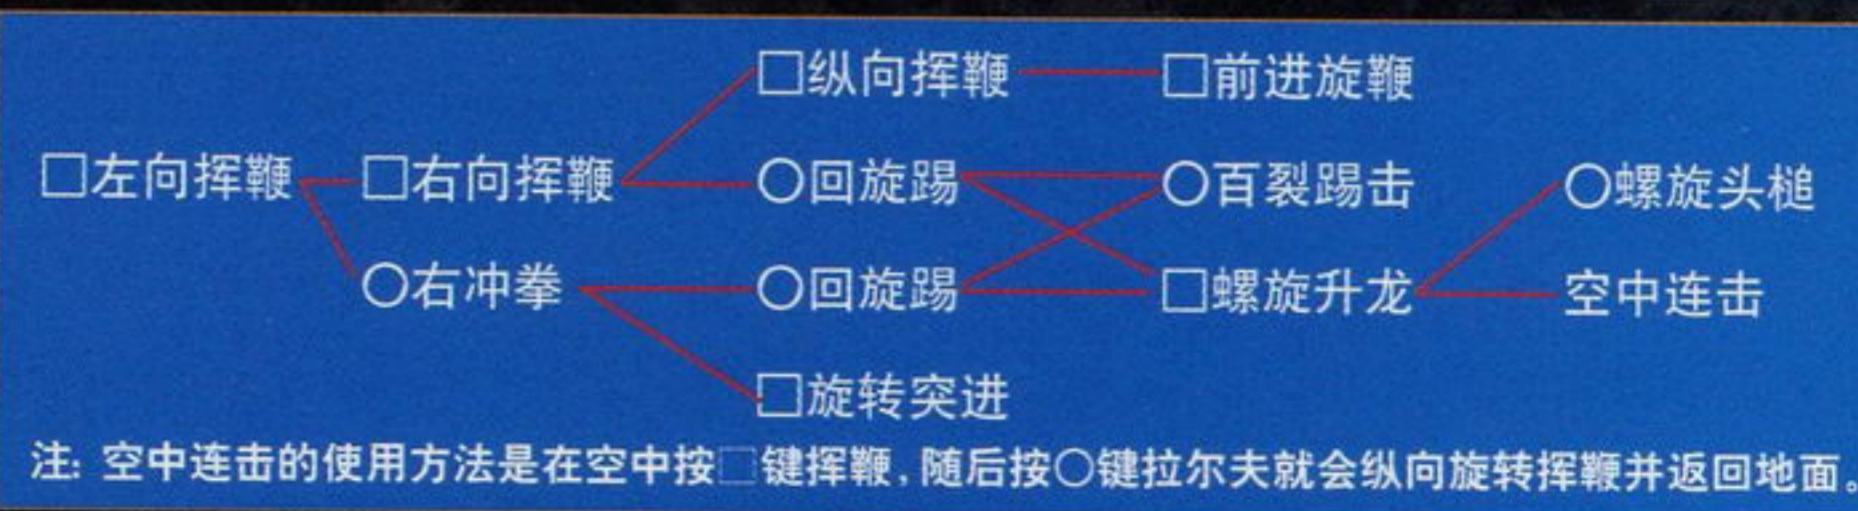 □纵向挥鞭 □前进旋鞭
□左向挥鞭 □右向挥鞭 ○回旋踢 ○百裂踢击 ○螺旋头槌
○右冲拳 ○回旋踢 □螺旋升龙 空中连击
□旋转突进
注: 空中连击的使用方法是在空中按□键挥鞭,随后按○键拉尔夫就会纵向旋转挥鞭并返回地面。